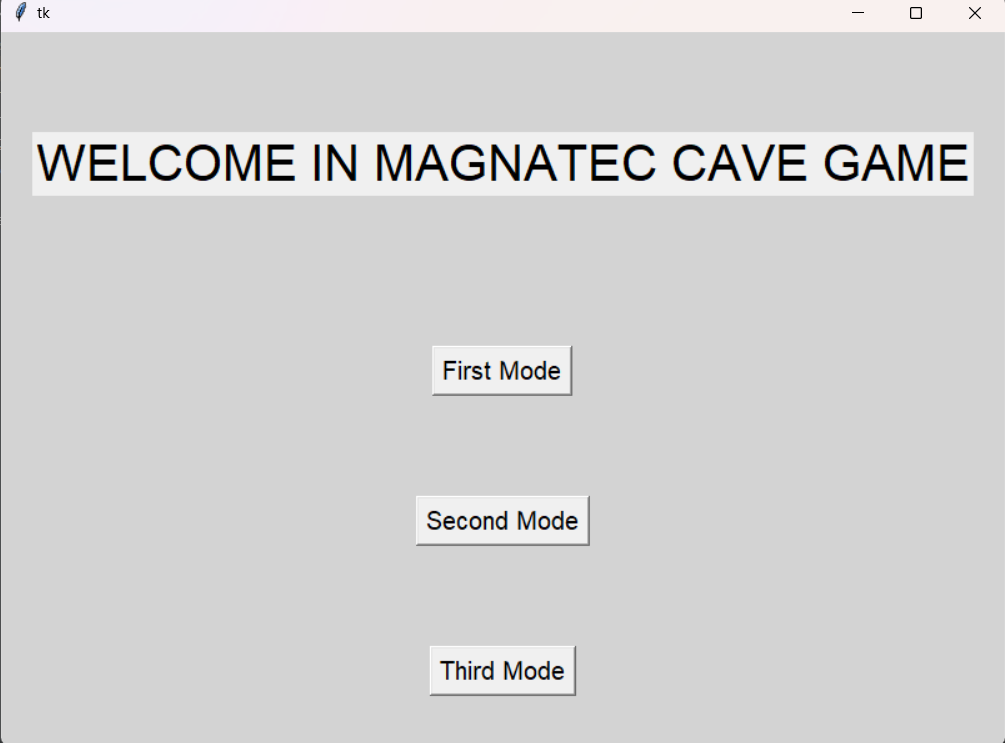 tk
WELCOME IN MAGNATEC CAVE GAME
First Mode
Second Mode
Third Mode